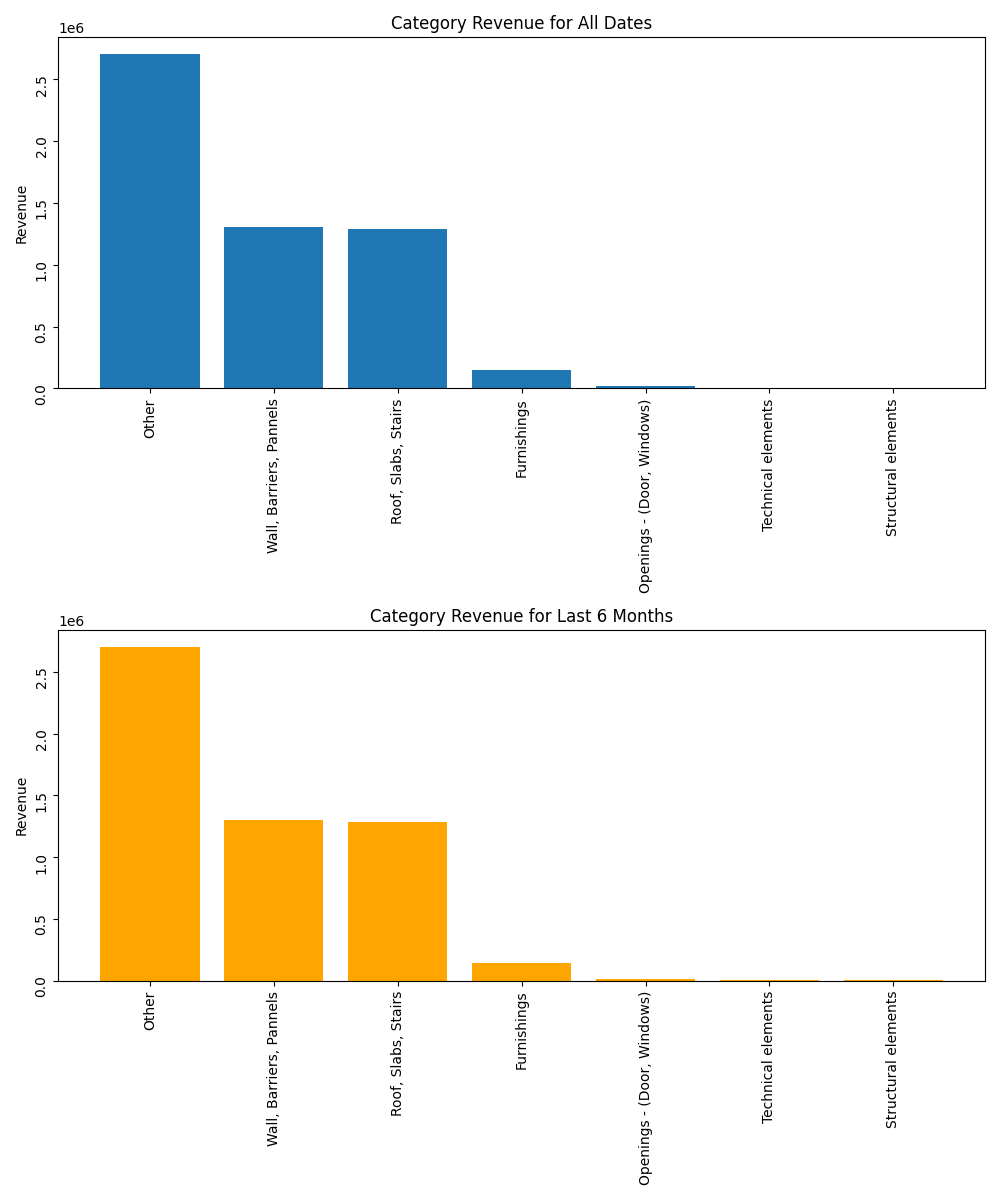 Category Revenue for All Dates
1e6
2.5
2.0
1.5
1.0
0.5
0.0
Revenue
Other
Wall, Barriers, Pannels
Roof, Slabs, Stairs
Furnishings
Openings - (Door, Windows)
Technical elements
Structural elements
Category Revenue for Last 6 Months
1e6
2.5
2.0
1.5
1.0
0.5
0.0
Revenue
Other
Wall, Barriers, Pannels
Roof, Slabs, Stairs
Furnishings
Openings - (Door, Windows)
Technical elements
Structural elements